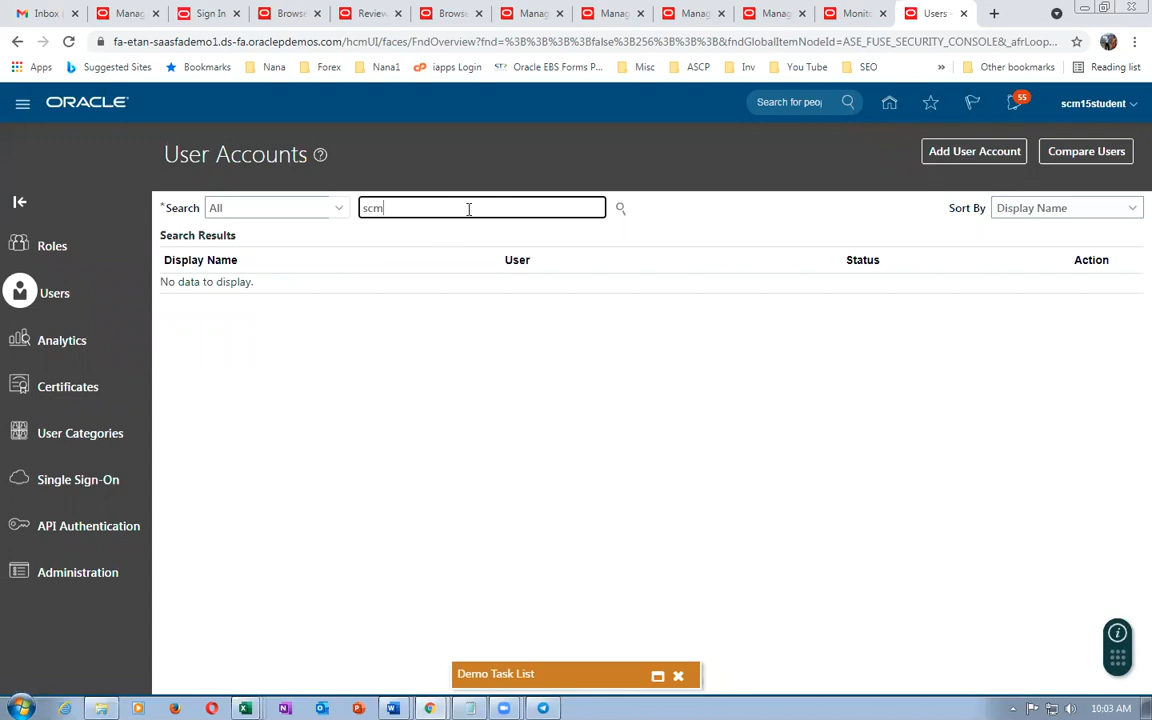 Inbox
Manag
Sign In
Browse
Review
Browse
Manag
Manag
Manag
Manag
Monito
Users -
fa-etan-saasfademo1.ds-fa.oraclepdemos.com/hcmUI/faces/FndOverview?fnd=%3B%3B%3B%3Bfalse%3B256%3B%3B%3B&fndGlobalItemNodeId=ASE_FUSE_SECURITY_CONSOLE&_afrLoop...
Apps
Suggested Sites
Bookmarks
Nana
Forex
Nana1
iapps Login
Oracle EBS Forms P...
Misc
ASCP
Inv
You Tube
SEO
»
Other bookmarks
Reading list
ORACLE
Search for peop
55
scm15student
User Accounts
Add User Account
Compare Users
*Search
All
scm
Sort By
Display Name
Search Results
Display Name
User
Status
Action
No data to display.
Roles
Users
Analytics
Certificates
User Categories
Single Sign-On
API Authentication
Administration
Demo Task List
10:03 AM